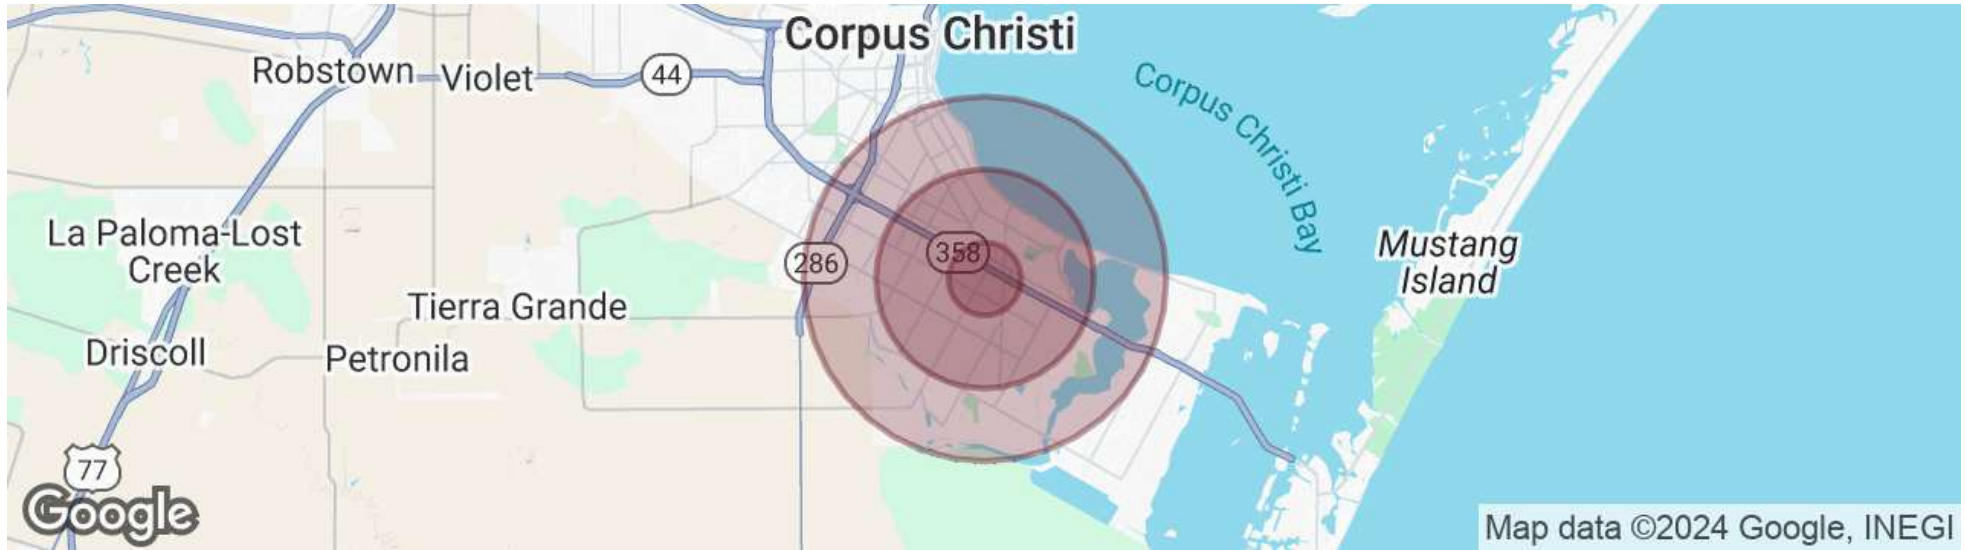 Corpus Christi
Robstown
Violet
44
Corpus Christi Bay
La Paloma-Lost
Creek
286
358
Mustang
Island
Tierra Grande
Driscoll
Petronila
77
Google
Map data ©2024 Google, INEGI